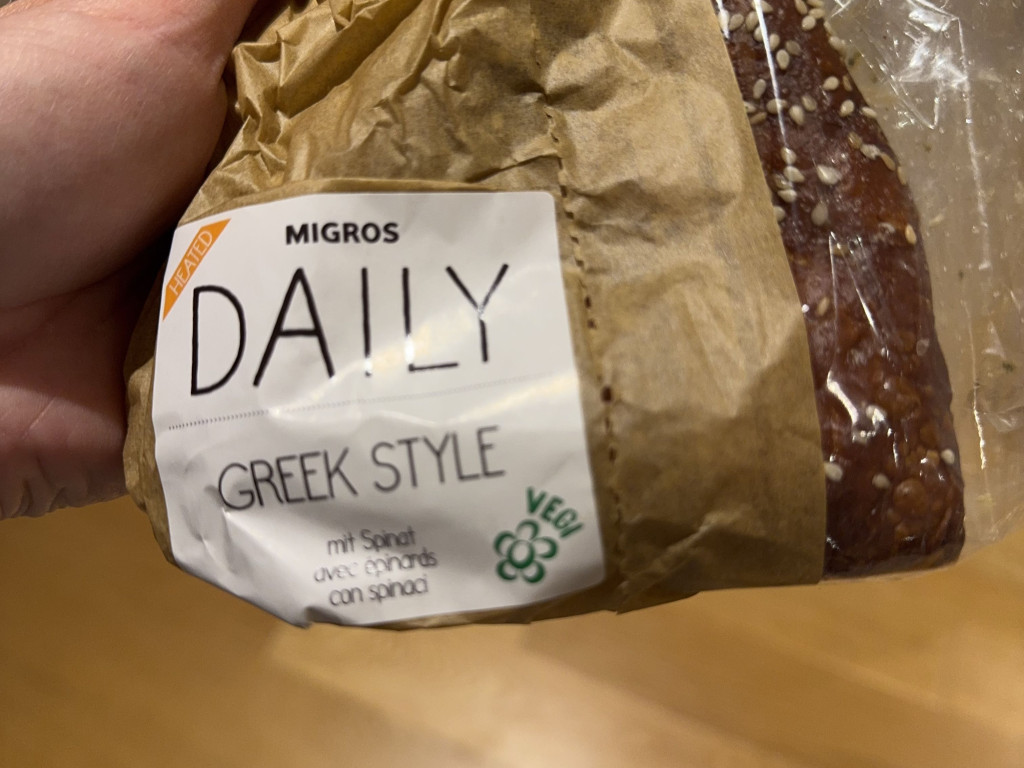 HEATED
MIGROS
DAILY
GREEK STYLE
mit Spinat
avec épinards
con spinaci
VEGI